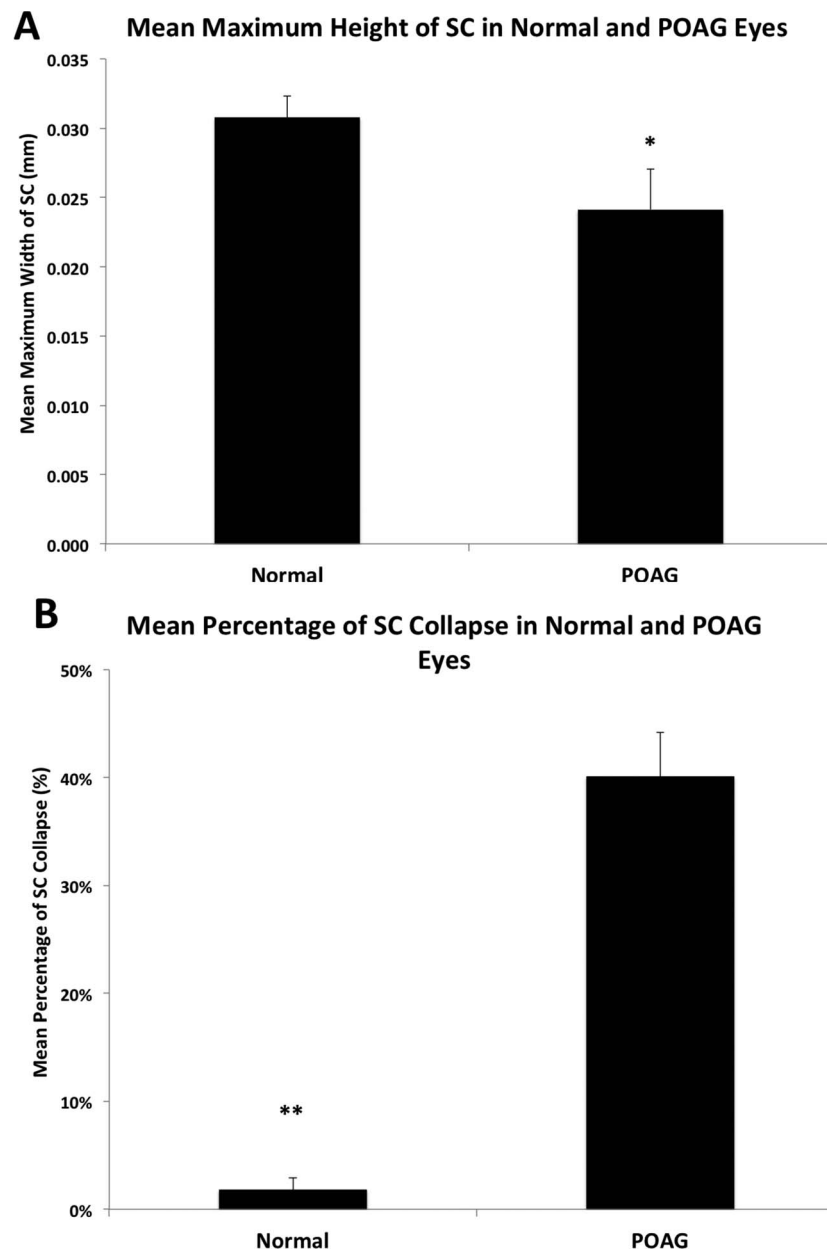 A
Mean Maximum Height of SC in Normal and POAG Eyes
Mean Maximum Width of SC (mm)
0.035
0.030
0.025
0.020
0.015
0.010
0.005
0.000
*
Normal
POAG
B
Mean Percentage of SC Collapse in Normal and POAG
Eyes
Mean Percentage of SC Collapse (%)
50%
40%
30%
20%
10%
0%
**
Normal
POAG